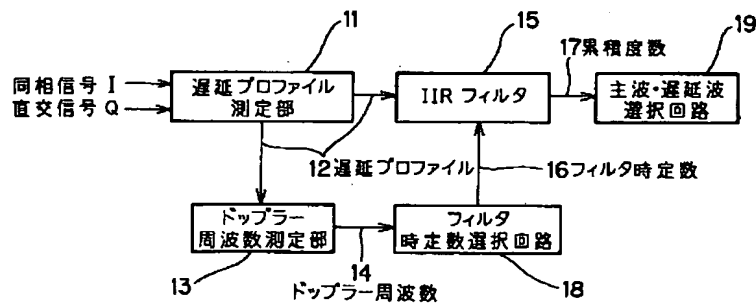 11
15
17累積度数
19
同相信号 I
直交信号 Q
遅延プロファイル
測定部
IIR フィルタ
主波・遅延波
選択回路
12遅延プロファイル
16フィルタ時定数
ドップラー
周波数測定部
フィルタ
時定数選択回路
13
14
ドップラー周波数
18